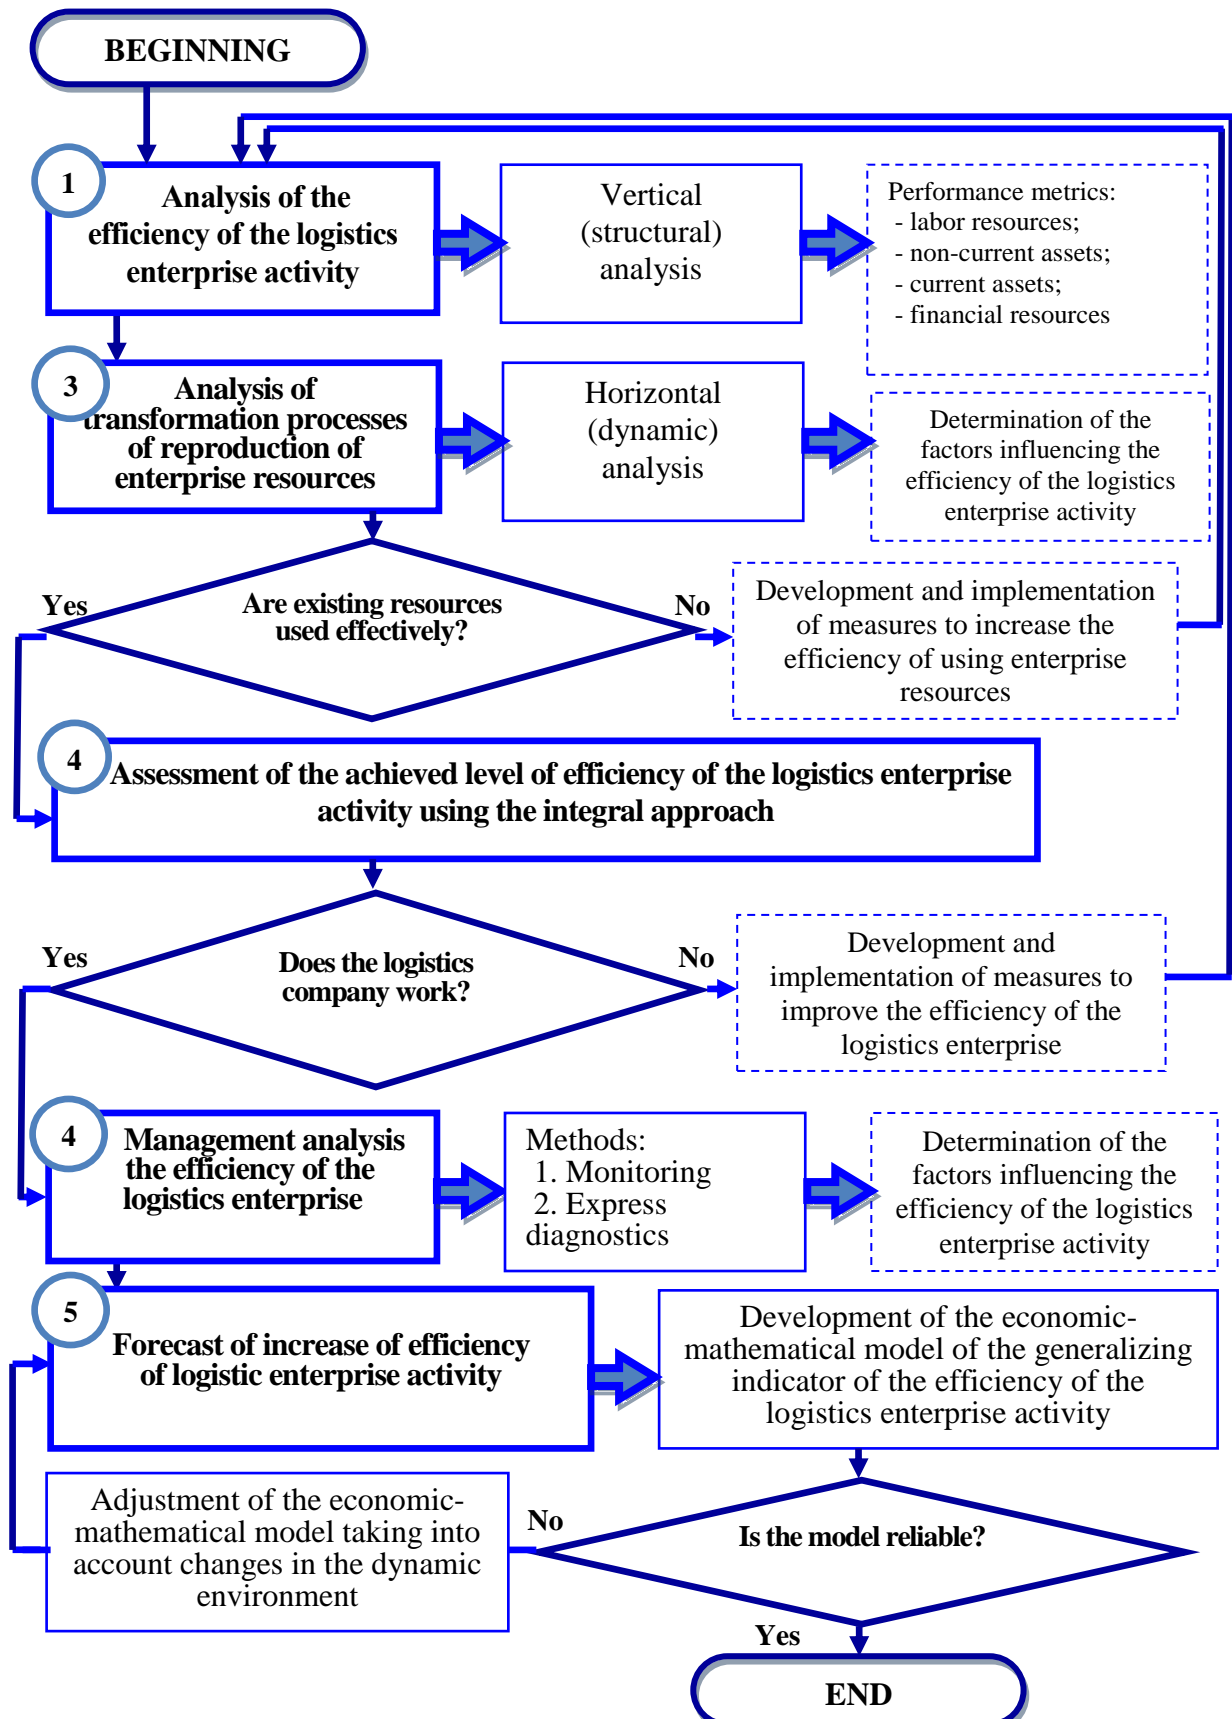 BEGINNING
1
Analysis of the
efficiency of the logistics
enterprise activity
Vertical
(structural)
analysis
Performance metrics:
- labor resources;
- non-current assets;
- current assets;
- financial resources
3
Analysis of
transformation processes
of reproduction of
enterprise resources
Horizontal
(dynamic)
analysis
Determination of the
factors influencing the
efficiency of the logistics
enterprise activity
Yes
Are existing resources
used effectively?
No
Development and implementation
of measures to increase the
efficiency of using enterprise
resources
4
Assessment of the achieved level of efficiency of the logistics enterprise
activity using the integral approach
Yes
Does the logistics
company work?
No
Development and
implementation of measures to
improve the efficiency of the
logistics enterprise
4
Management analysis
the efficiency of the
logistics enterprise
Methods:
1. Monitoring
2. Express
diagnostics
Determination of the
factors influencing the
efficiency of the logistics
enterprise activity
5
Forecast of increase of efficiency
of logistic enterprise activity
Development of the economic-
mathematical model of the generalizing
indicator of the efficiency of the
logistics enterprise activity
Adjustment of the economic-
mathematical model taking into
account changes in the dynamic
environment
No
Is the model reliable?
Yes
END